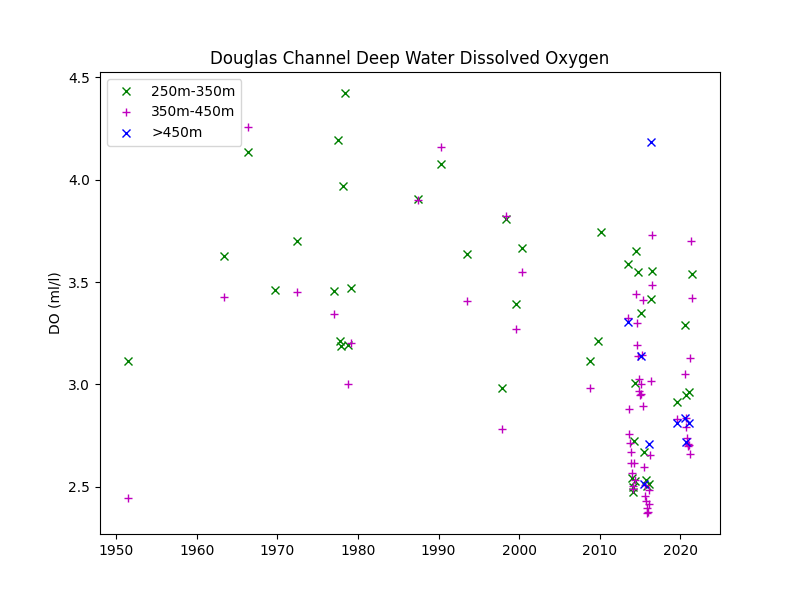 Douglas Channel Deep Water Dissolved Oxygen
250m-350m
350m-450m
>450m
DO (ml/l)
4.5
4.0
3.5
3.0
2.5
1950 1960 1970 1980 1990 2000 2010 2020